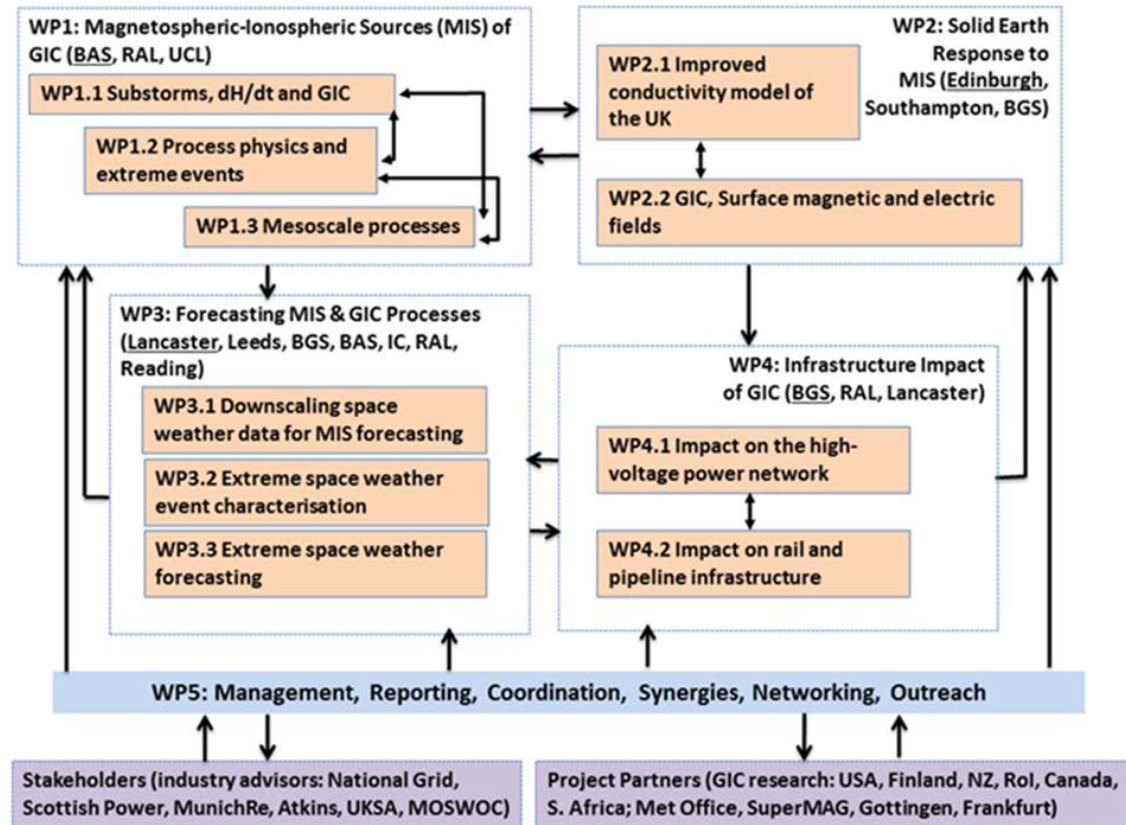 WP1: Magnetospheric-Ionospheric Sources (MIS) of
GIC (BAS, RAL, UCL)
WP1.1 Substorms, dH/dt and GIC
WP1.2 Process physics and
extreme events
WP1.3 Mesoscale processes
WP2: Solid Earth
Response to
MIS (Edinburgh,
Southampton, BGS)
WP2.1 Improved
conductivity model of
the UK
WP2.2 GIC, Surface magnetic and electric
fields
WP3: Forecasting MIS & GIC Processes
(Lancaster, Leeds, BGS, BAS, IC, RAL,
Reading)
WP3.1 Downscaling space
weather data for MIS forecasting
WP3.2 Extreme space weather
event characterisation
WP3.3 Extreme space weather
forecasting
WP4: Infrastructure Impact
of GIC (BGS, RAL, Lancaster)
WP4.1 Impact on the high-
voltage power network
WP4.2 Impact on rail and
pipeline infrastructure
WP5: Management, Reporting, Coordination, Synergies, Networking, Outreach
Stakeholders (industry advisors: National Grid,
Scottish Power, MunichRe, Atkins, UKSA, MOSWOC)
Project Partners (GIC research: USA, Finland, NZ, RoI, Canada,
S. Africa; Met Office, SuperMAG, Gottingen, Frankfurt)